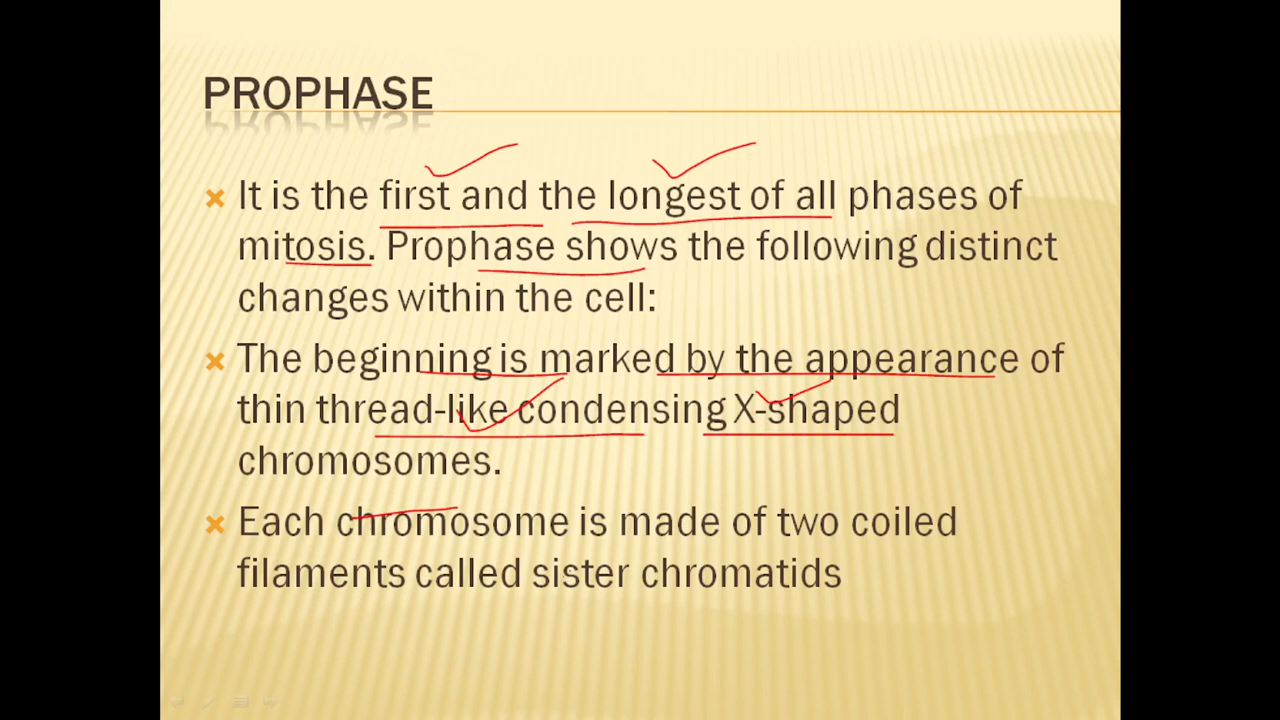 PROPHASE
It is the first and the longest of all phases of
mitosis. Prophase shows the following distinct
changes within the cell:
The beginning is marked by the appearance of
thin thread-like condensing X-shaped
chromosomes.
Each chromosome is made of two coiled
filaments called sister chromatids